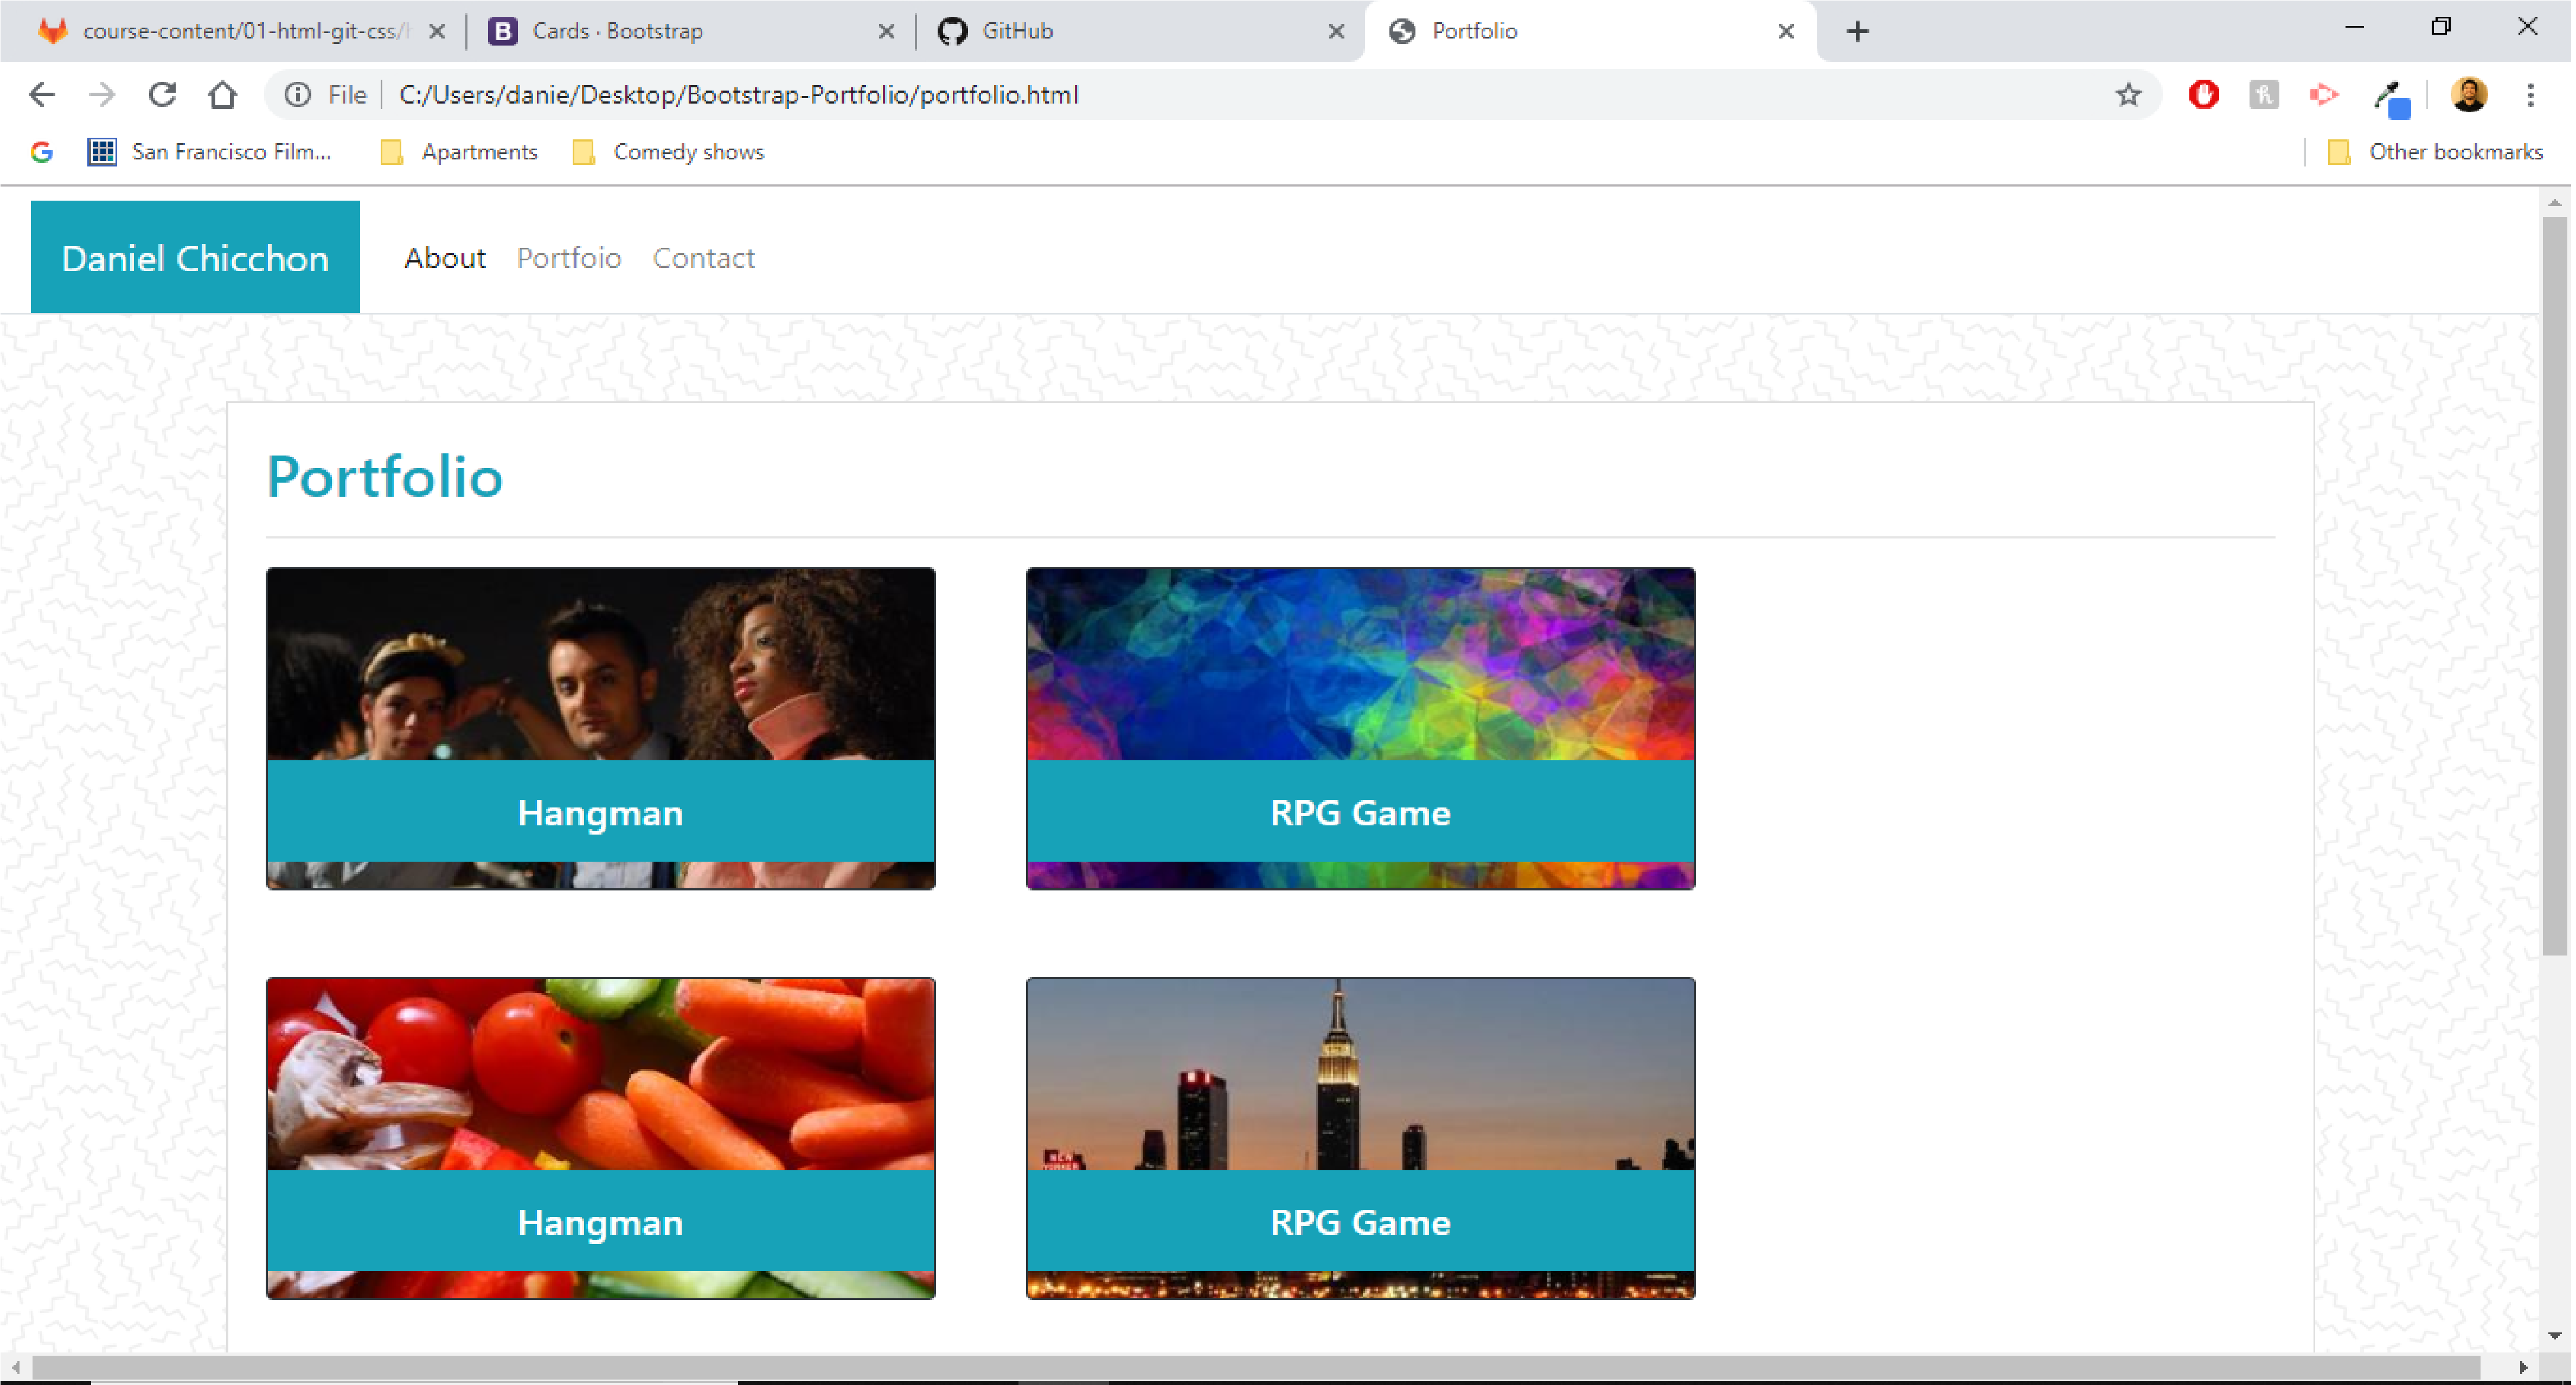 course-content/01-html-git-css/
Cards · Bootstrap
GitHub
Portfolio
File
C:/Users/danie/Desktop/Bootstrap-Portfolio/portfolio.html
San Francisco Film...
Apartments
Comedy shows
Other bookmarks
Daniel Chicchon
About
Portfoio
Contact
Portfolio
Hangman
RPG Game
NEW
YORKER
Hangman
RPG Game